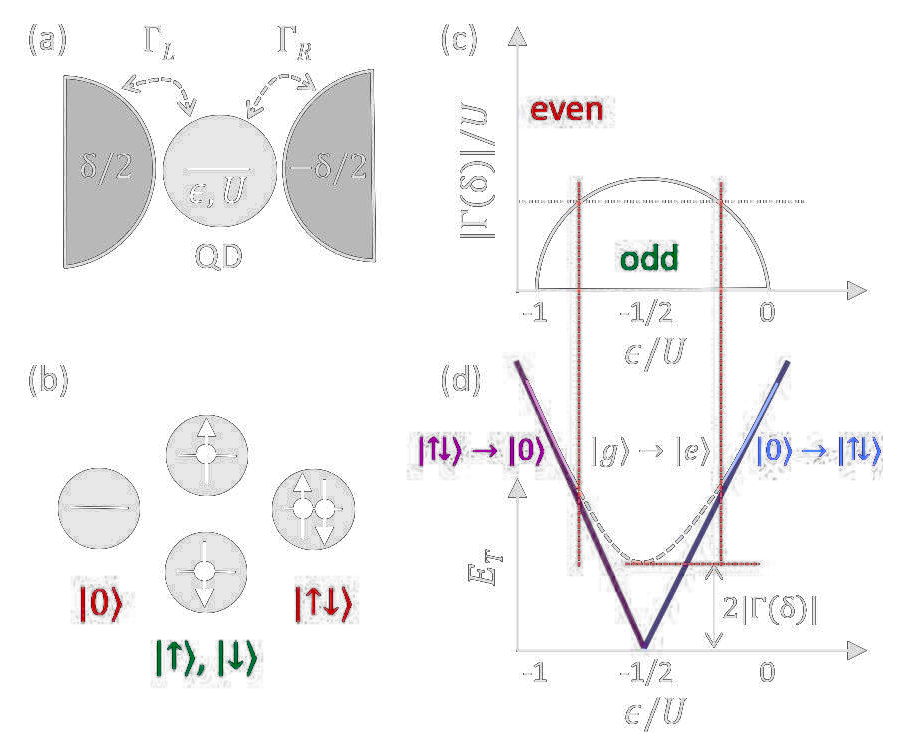 (a)
Γ_L
Γ_R
δ/2
ϵ, U
−δ/2
QD
(b)
|0⟩
|↑⟩, |↓⟩
|↑↓⟩
(c)
|Γ(δ)|/U
even
odd
-1
-1/2
0
ϵ/U
(d)
|↑↓⟩ → |0⟩
|g⟩ → |e⟩
|0⟩ → |↑↓⟩
E_T
2|Γ(δ)|
-1
-1/2
0
ϵ/U